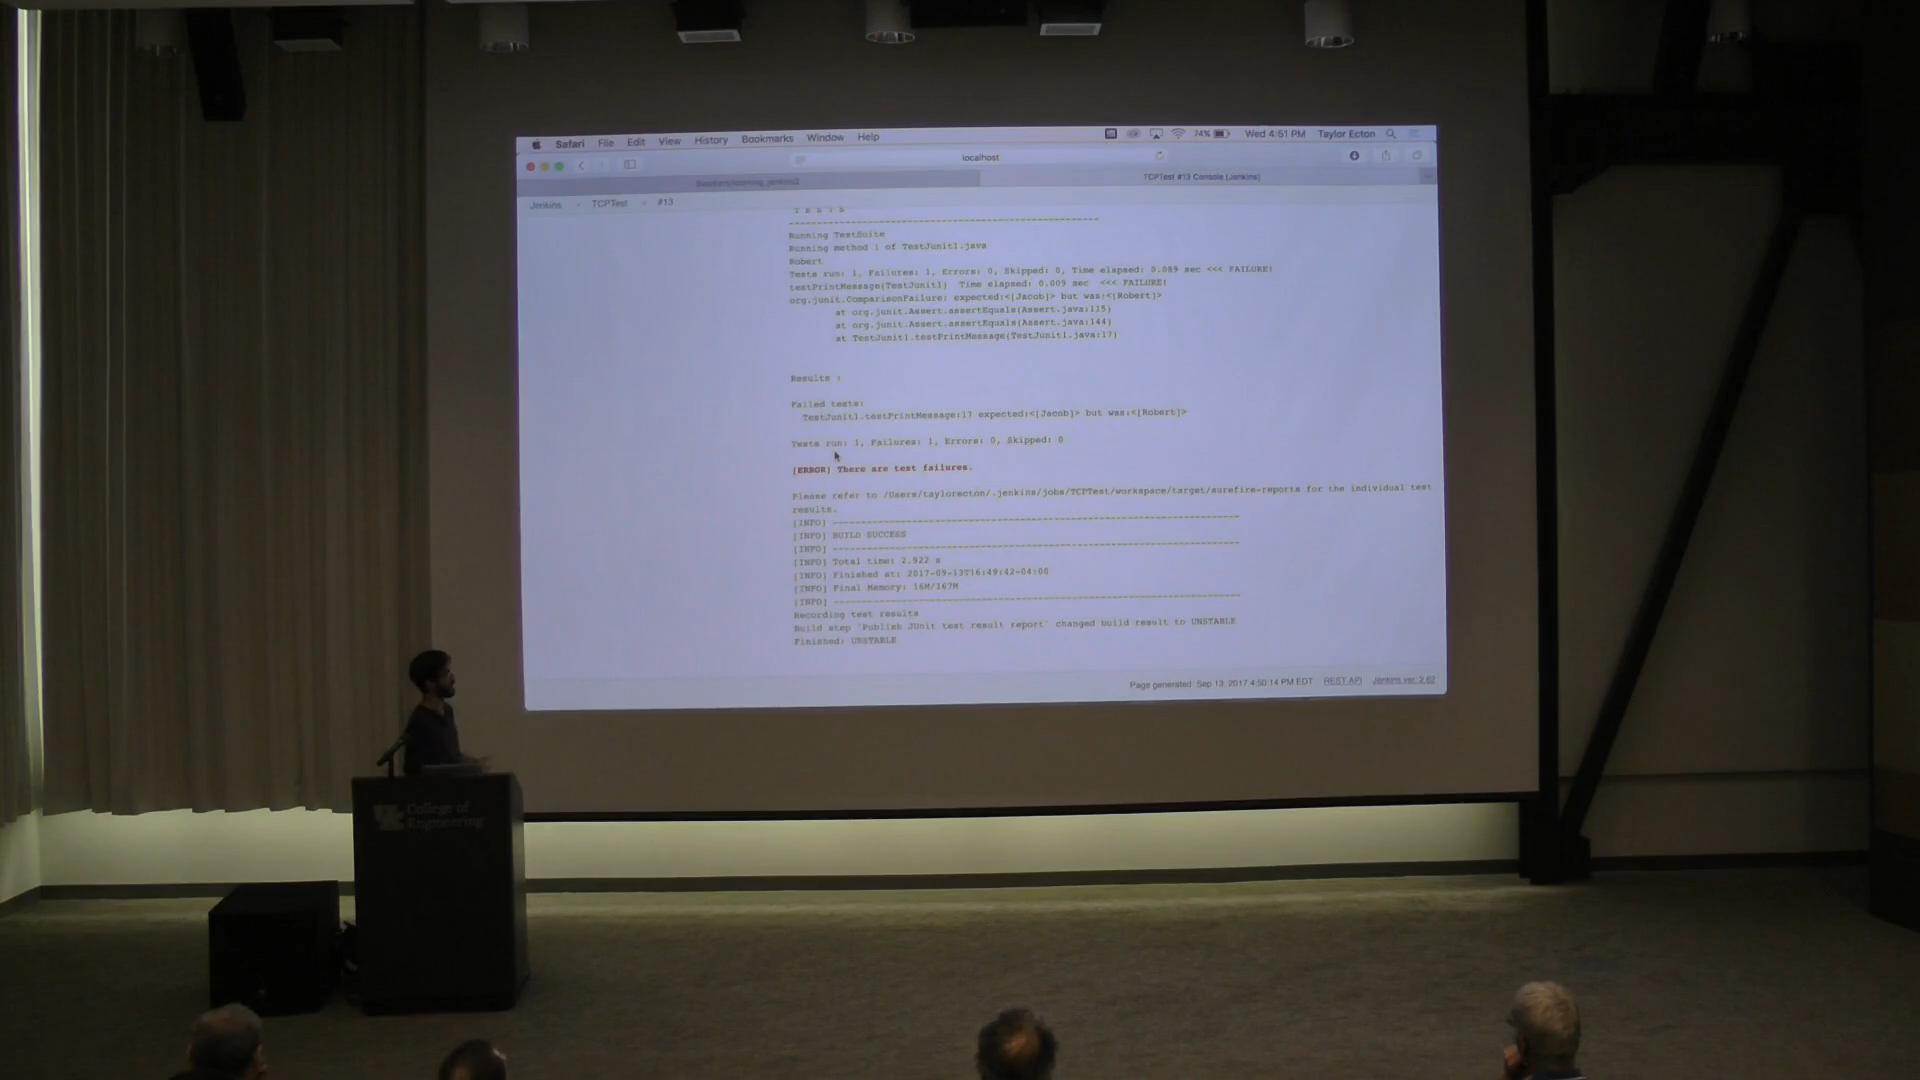 Safari File Edit View History Bookmarks Window Help 74% Wed 4:51 PM Taylor Ecton
localhost
TCPTest #13 Console [Jenkins]
Jenkins TCPTest #13
T E S T S
Running TestSuite
Running method 1 of TestJunit1.java
Robert
Tests run: 1, Failures: 1, Errors: 0, Skipped: 0, Time elapsed: 0.089 sec <<< FAILURE!
testPrintMessage(TestJunit1) Time elapsed: 0.009 sec <<< FAILURE!
org.junit.ComparisonFailure: expected:<[Jacob]> but was:<[Robert]>
at org.junit.Assert.assertEquals(Assert.java:115)
at org.junit.Assert.assertEquals(Assert.java:144)
at TestJunit1.testPrintMessage(TestJunit1.java:17)
Results :
Failed tests:
TestJunit1.testPrintMessage:17 expected:<[Jacob]> but was:<[Robert]>
Tests run: 1, Failures: 1, Errors: 0, Skipped: 0
[ERROR] There are test failures.
Please refer to /Users/taylorecton/.jenkins/jobs/TCPTest/workspace/target/surefire-reports for the individual test
results.
[INFO] ------------------------------------------------------------------------
[INFO] BUILD SUCCESS
[INFO] ------------------------------------------------------------------------
[INFO] Total time: 2.922 s
[INFO] Finished at: 2017-09-13T16:49:42-04:00
[INFO] Final Memory: 16M/167M
[INFO] ------------------------------------------------------------------------
Recording test results
Build step 'Publish JUnit test result report' changed build result to UNSTABLE
Finished: UNSTABLE
Page generated: Sep 13, 2017 4:50:14 PM EDT REST API Jenkins ver. 2.62
College of
Engineering